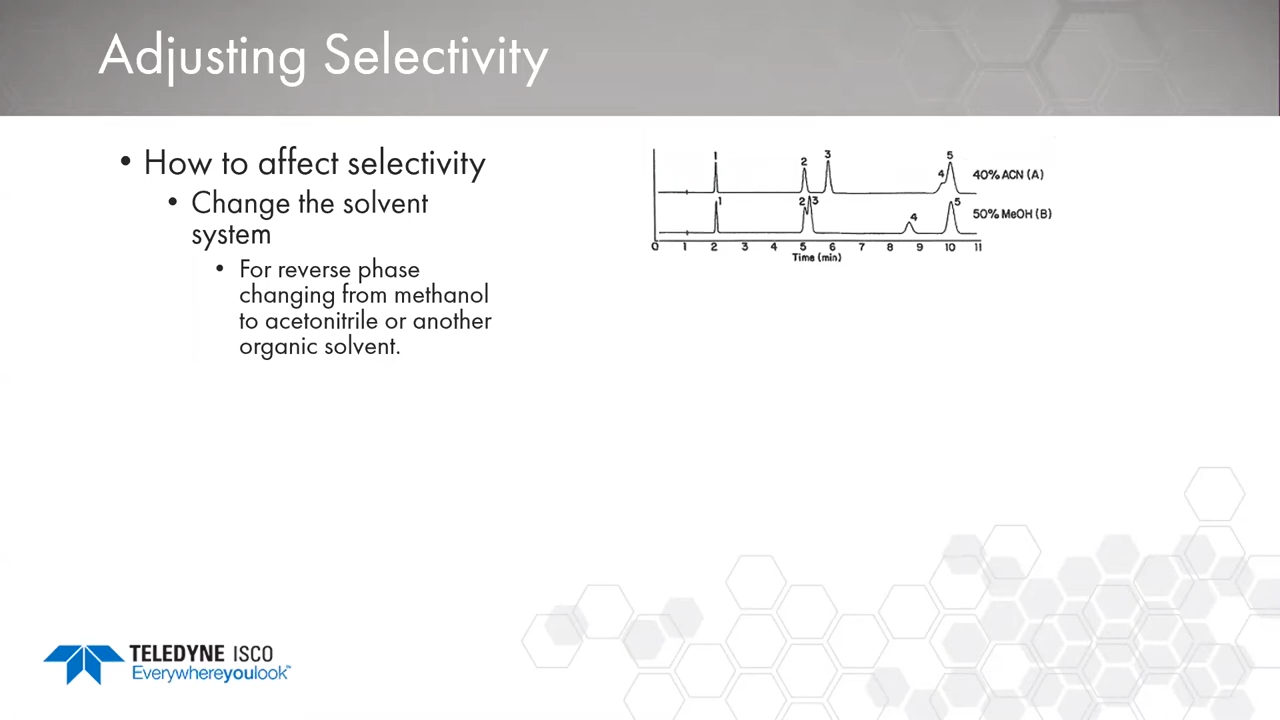 Adjusting Selectivity
• How to affect selectivity
• Change the solvent
system
• For reverse phase
changing from methanol
to acetonitrile or another
organic solvent.
1 2 3 4 5 40% ACN (A)
1 2 3 4 5 50% MeOH (B)
0 1 2 3 4 5 6 7 8 9 10 11
Time (min)
TELEDYNE ISCO
Everywhereyoulook™